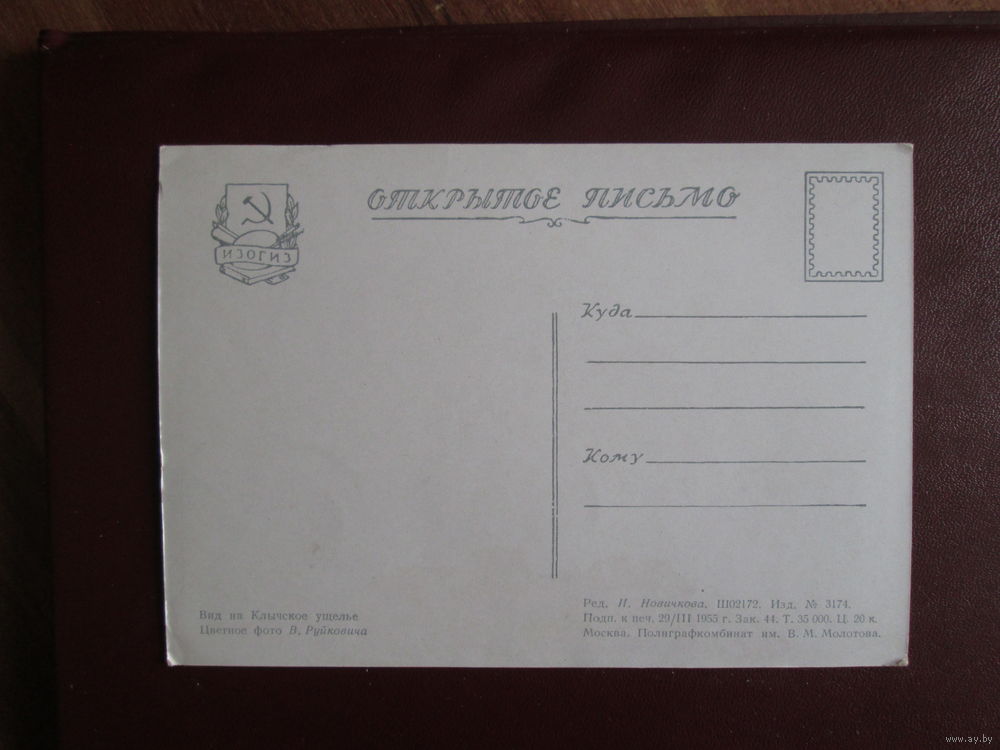 ИЗОГИЗ
ОТКРЫТОЕ ПИСЬМО
Куда
Кому
Вид на Клычское ущелье
Цветное фото В. Руйковича
Ред. И. Новичкова. Ш02172. Изд. № 3174.
Подп. к печ. 29/III 1955 г. Зак. 44. Т. 35 000. Ц. 20 к.
Москва. Полиграфкомбинат им. В. М. Молотова.
www.ay.by